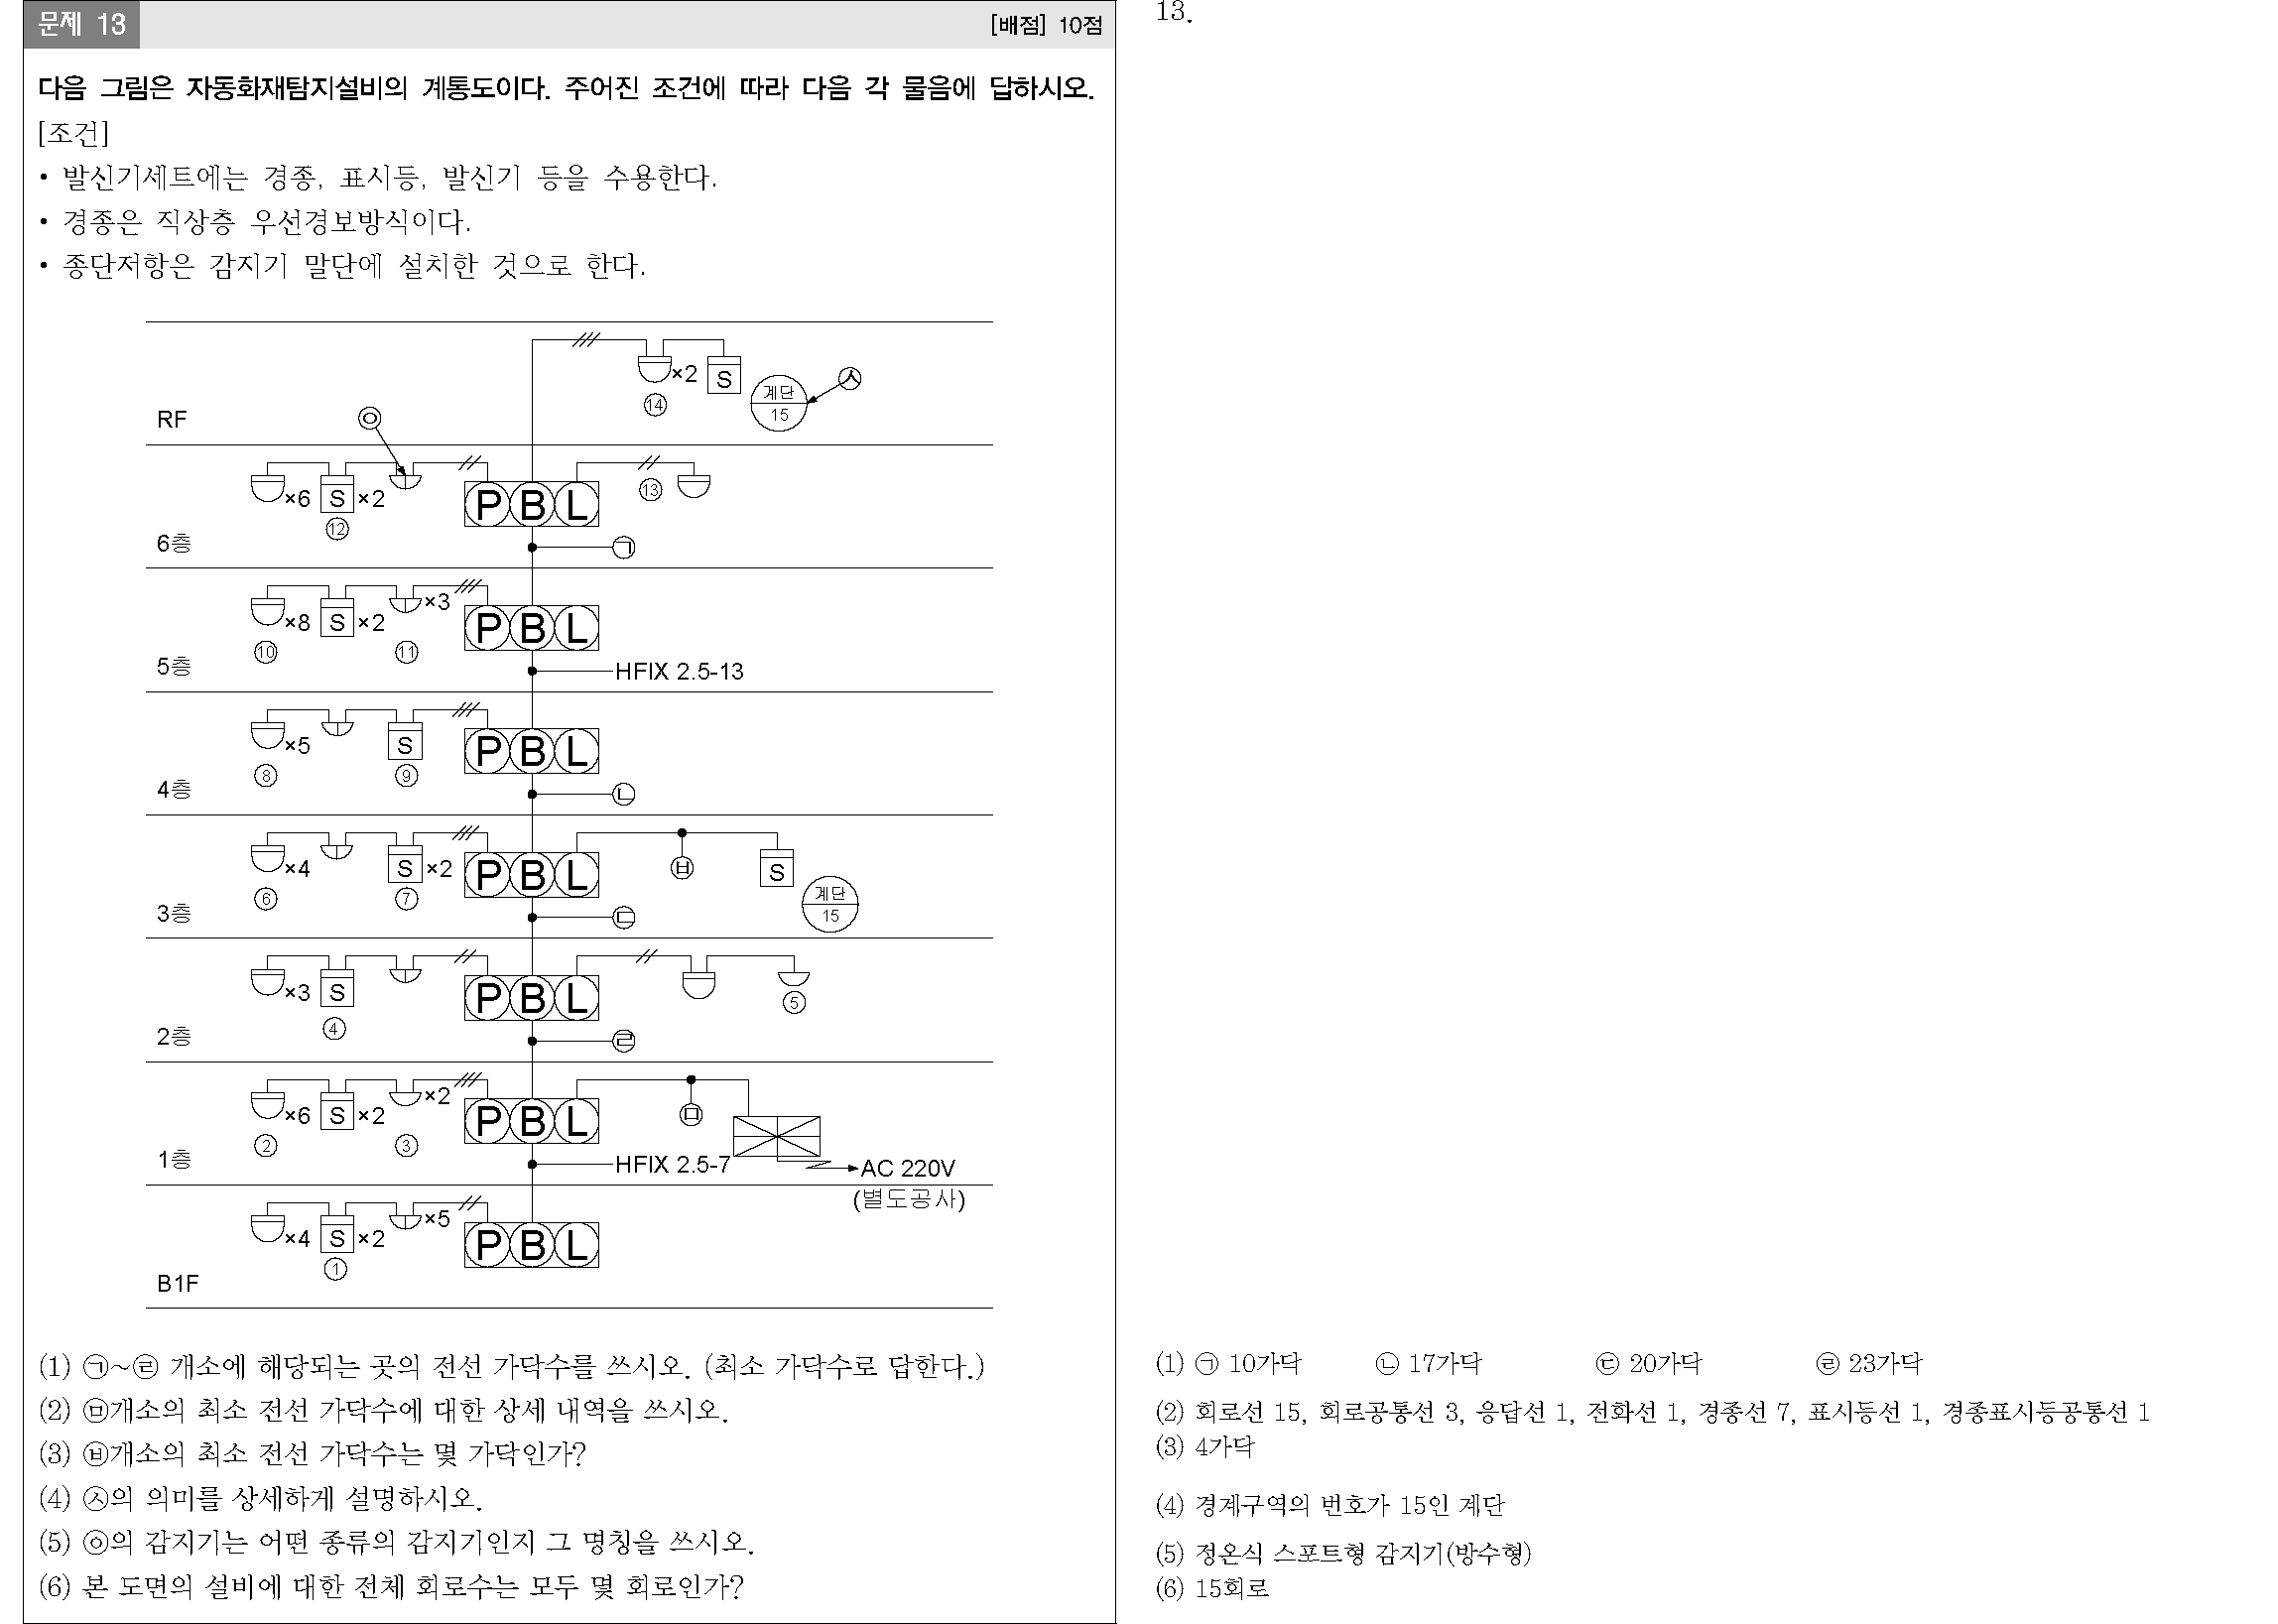 문제 13
[배점] 10점
다음 그림은 자동화재탐지설비의 계통도이다. 주어진 조건에 따라 다음 각 물음에 답하시오.
[조건]
• 발신기세트에는 경종, 표시등, 발신기 등을 수용한다.
• 경종은 직상층 우선경보방식이다.
• 종단저항은 감지기 말단에 설치한 것으로 한다.
×2 S
계단
15
㉦
⑭
RF
㉧
×6 S ×2
P B L
⑬
⑫
6층
㉠
×8 S ×2 ×3
P B L
⑩ ⑪
5층
HFIX 2.5-13
×5 S
P B L
⑧ ⑨
4층
㉡
×4 S ×2
P B L
㉥
S
계단
15
⑥ ⑦
3층
㉢
×3 S
P B L
④
⑤
2층
㉣
×6 S ×2 ×2
P B L
㉤
② ③
1층
HFIX 2.5-7
AC 220V
(별도공사)
×4 S ×2 ×5
P B L
①
B1F
(1) ㉠~㉣ 개소에 해당되는 곳의 전선 가닥수를 쓰시오. (최소 가닥수로 답한다.)
(2) ㉤개소의 최소 전선 가닥수에 대한 상세 내역을 쓰시오.
(3) ㉥개소의 최소 전선 가닥수는 몇 가닥인가?
(4) ㉦의 의미를 상세하게 설명하시오.
(5) ㉧의 감지기는 어떤 종류의 감지기인지 그 명칭을 쓰시오.
(6) 본 도면의 설비에 대한 전체 회로수는 모두 몇 회로인가?
13.
(1) ㉠ 10가닥 ㉡ 17가닥 ㉢ 20가닥 ㉣ 23가닥
(2) 회로선 15, 회로공통선 3, 응답선 1, 전화선 1, 경종선 7, 표시등선 1, 경종표시등공통선 1
(3) 4가닥
(4) 경계구역의 번호가 15인 계단
(5) 정온식 스포트형 감지기(방수형)
(6) 15회로